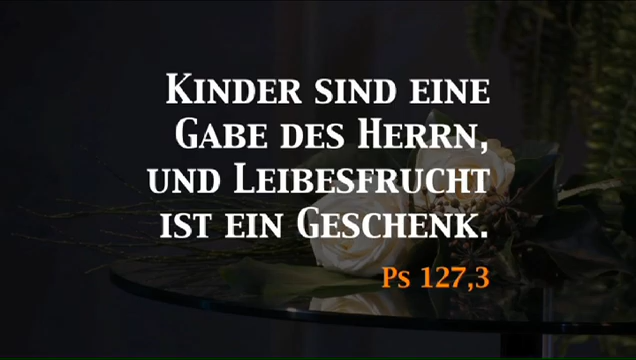 Kinder sind eine
Gabe des Herrn,
und Leibesfrucht
ist ein Geschenk.
Ps 127,3